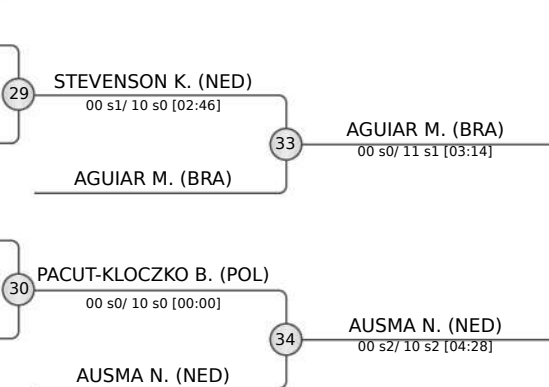 29
STEVENSON K. (NED)
00 s1/ 10 s0 [02:46]
33
AGUIAR M. (BRA)
00 s0/ 11 s1 [03:14]
AGUIAR M. (BRA)
30
PACUT-KLOCZKO B. (POL)
00 s0/ 10 s0 [00:00]
34
AUSMA N. (NED)
00 s2/ 10 s2 [04:28]
AUSMA N. (NED)